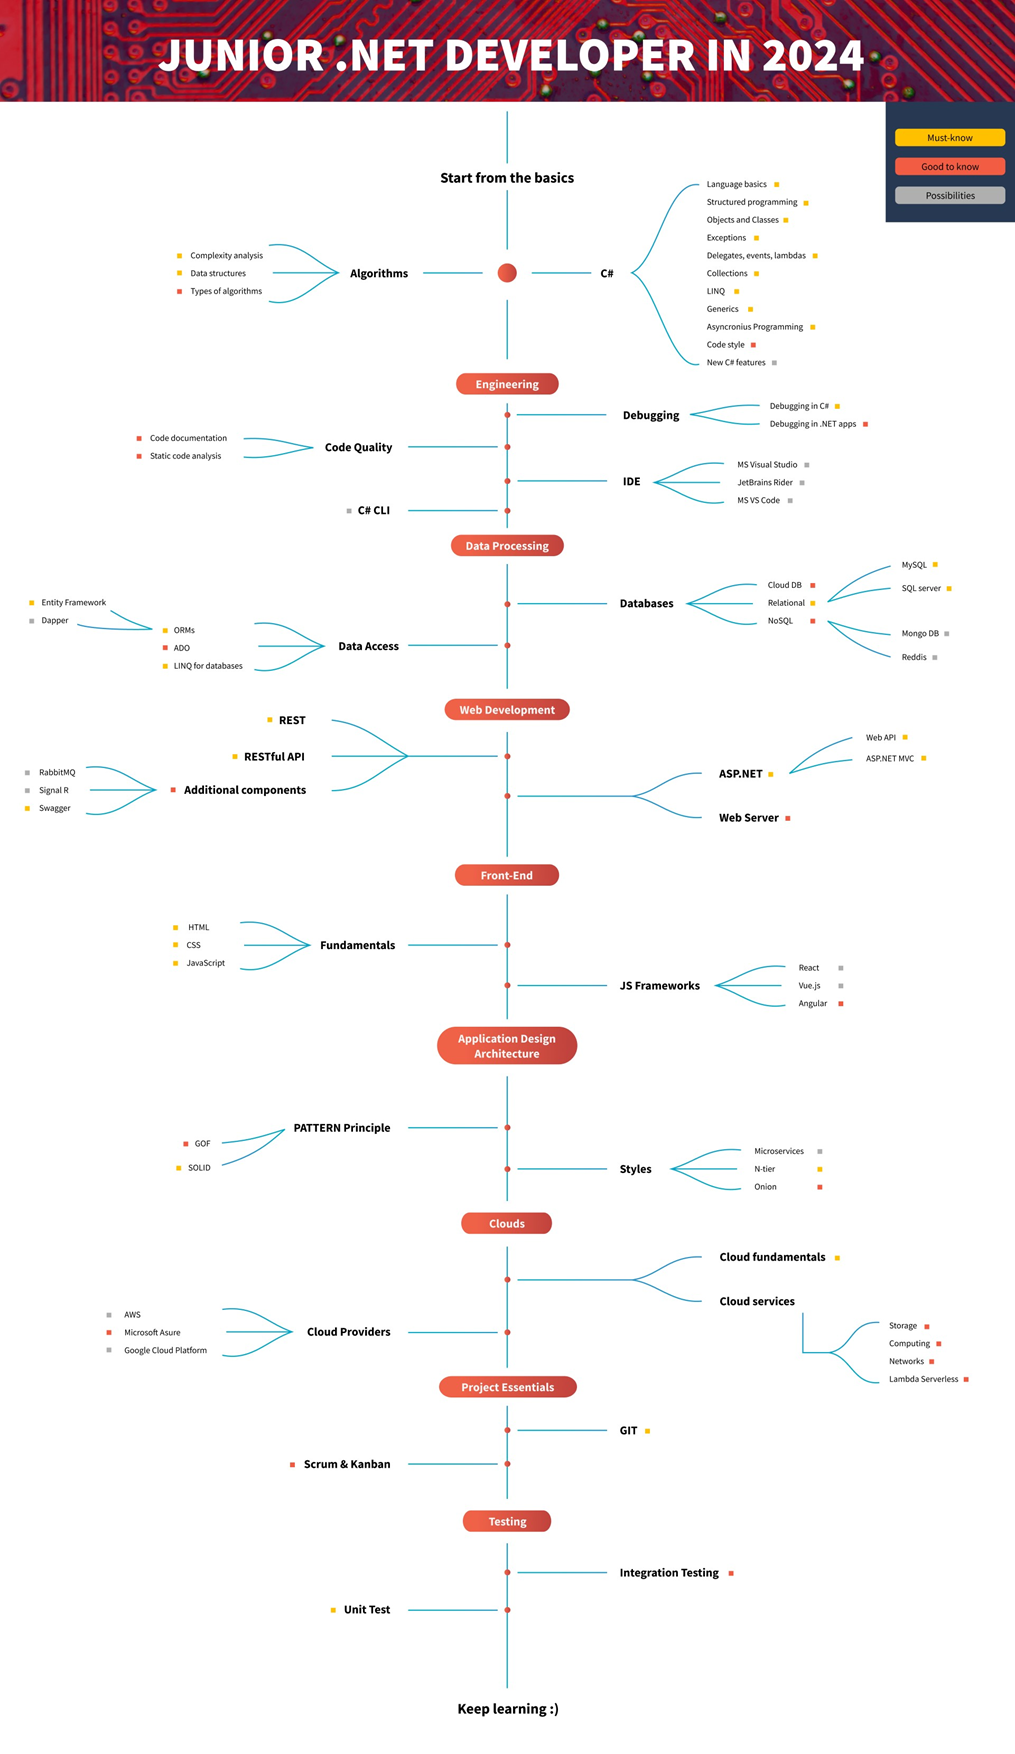 JUNIOR .NET DEVELOPER IN 2024
Must-know
Good to know
Possibilities
Start from the basics
Algorithms
Complexity analysis
Data structures
Types of algorithms
C#
Language basics
Structured programming
Objects and Classes
Exceptions
Delegates, events, lambdas
Collections
LINQ
Generics
Asyncronius Programming
Code style
New C# features
Engineering
Debugging
Debugging in C#
Debugging in .NET apps
Code Quality
Code documentation
Static code analysis
IDE
MS Visual Studio
JetBrains Rider
MS VS Code
C# CLI
Data Processing
Databases
Cloud DB
Relational
NoSQL
MySQL
SQL server
Mongo DB
Reddis
Data Access
ORMs
ADO
LINQ for databases
Entity Framework
Dapper
Web Development
REST
RESTful API
Additional components
RabbitMQ
Signal R
Swagger
ASP.NET
Web API
ASP.NET MVC
Web Server
Front-End
Fundamentals
HTML
CSS
JavaScript
JS Frameworks
React
Vue.js
Angular
Application Design
Architecture
PATTERN Principle
GOF
SOLID
Styles
Microservices
N-tier
Onion
Clouds
Cloud fundamentals
Cloud services
Storage
Computing
Networks
Lambda Serverless
Cloud Providers
AWS
Microsoft Asure
Google Cloud Platform
Project Essentials
GIT
Scrum & Kanban
Testing
Integration Testing
Unit Test
Keep learning :)